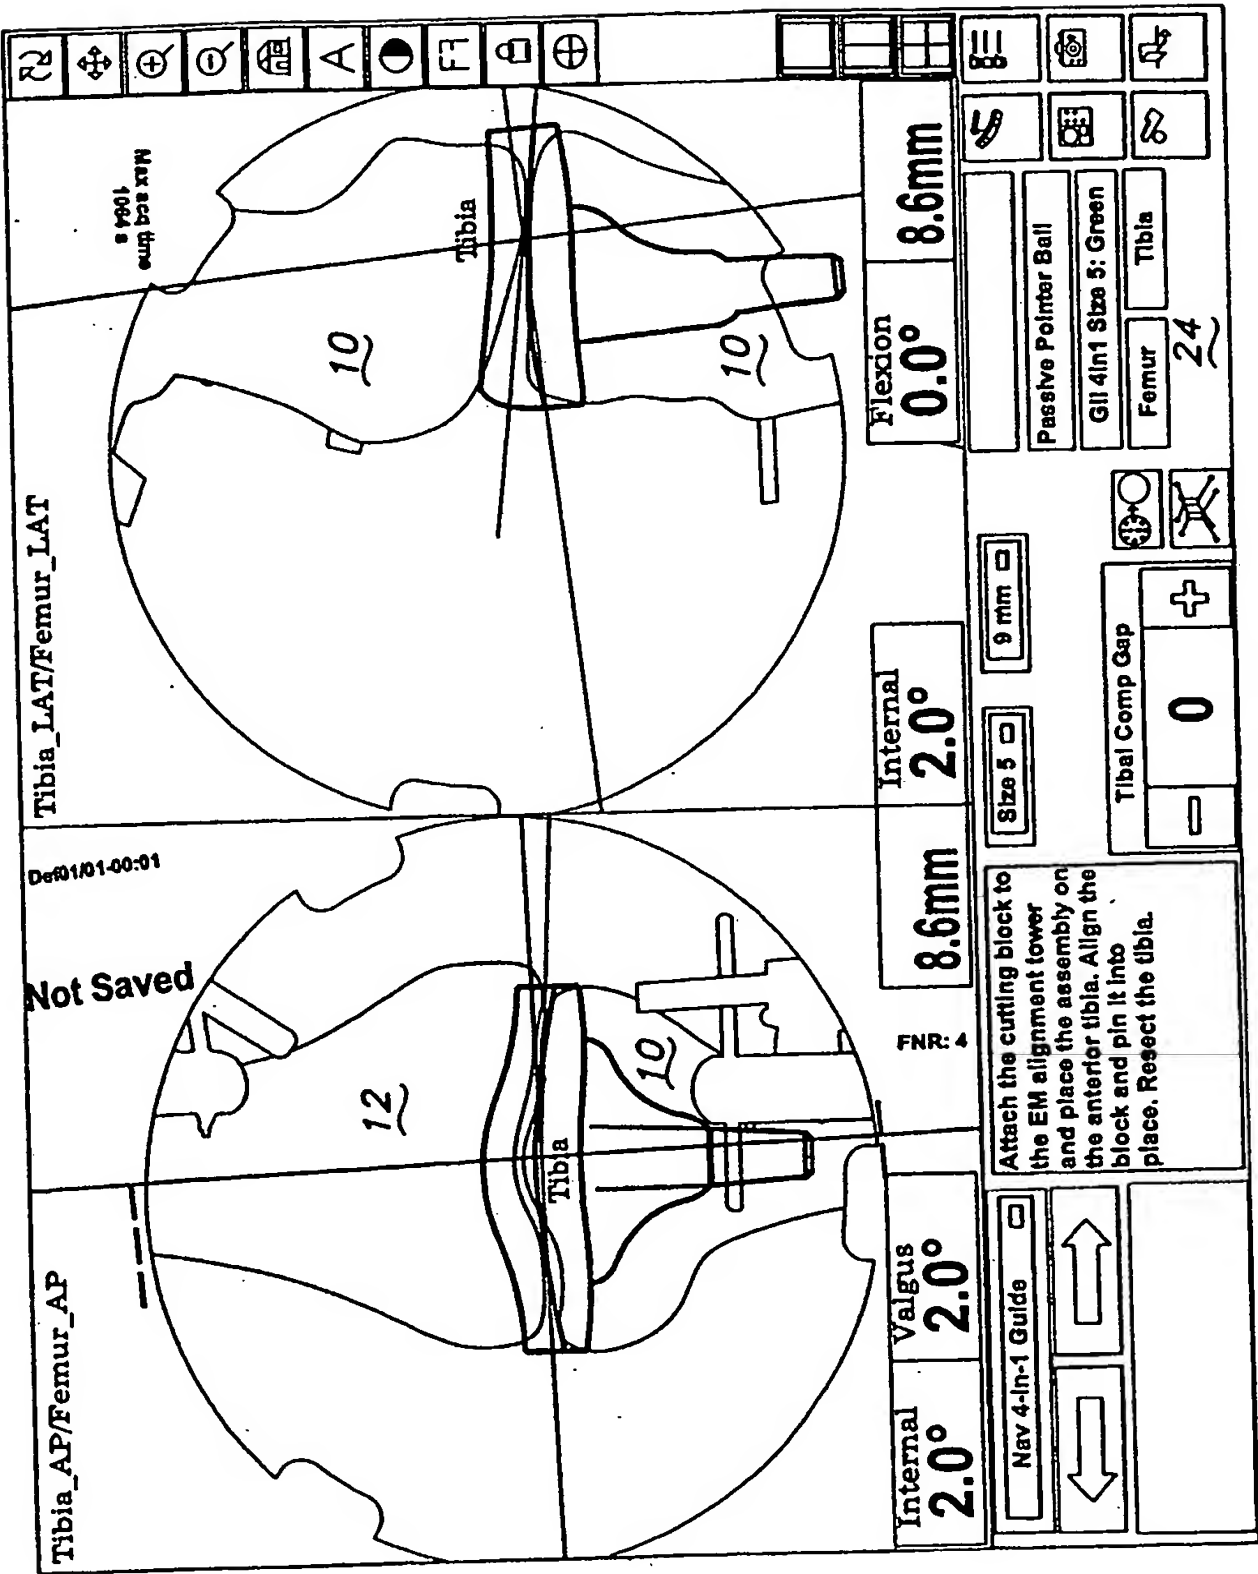 Tibia_AP/Femur_AP
Not Saved
Def01/01-00:01
12
10
Tibia
FNR: 4
Internal
2.0°
Valgus
2.0°
8.6mm
Tibia_LAT/Femur_LAT
Max acq time
1064 s
10
Tibia
10
Internal
2.0°
Flexion
0.0°
8.6mm
A
Nav 4-In-1 Guide
Attach the cutting block to
the EM alignment tower
and place the assembly on
the anterior tibia. Align the
block and pin it into
place. Resect the tibia.
Size 5
9 mm
Tibal Comp Gap
0
Passive Pointer Ball
GII 4in1 Size 5: Green
Femur
Tibia
24